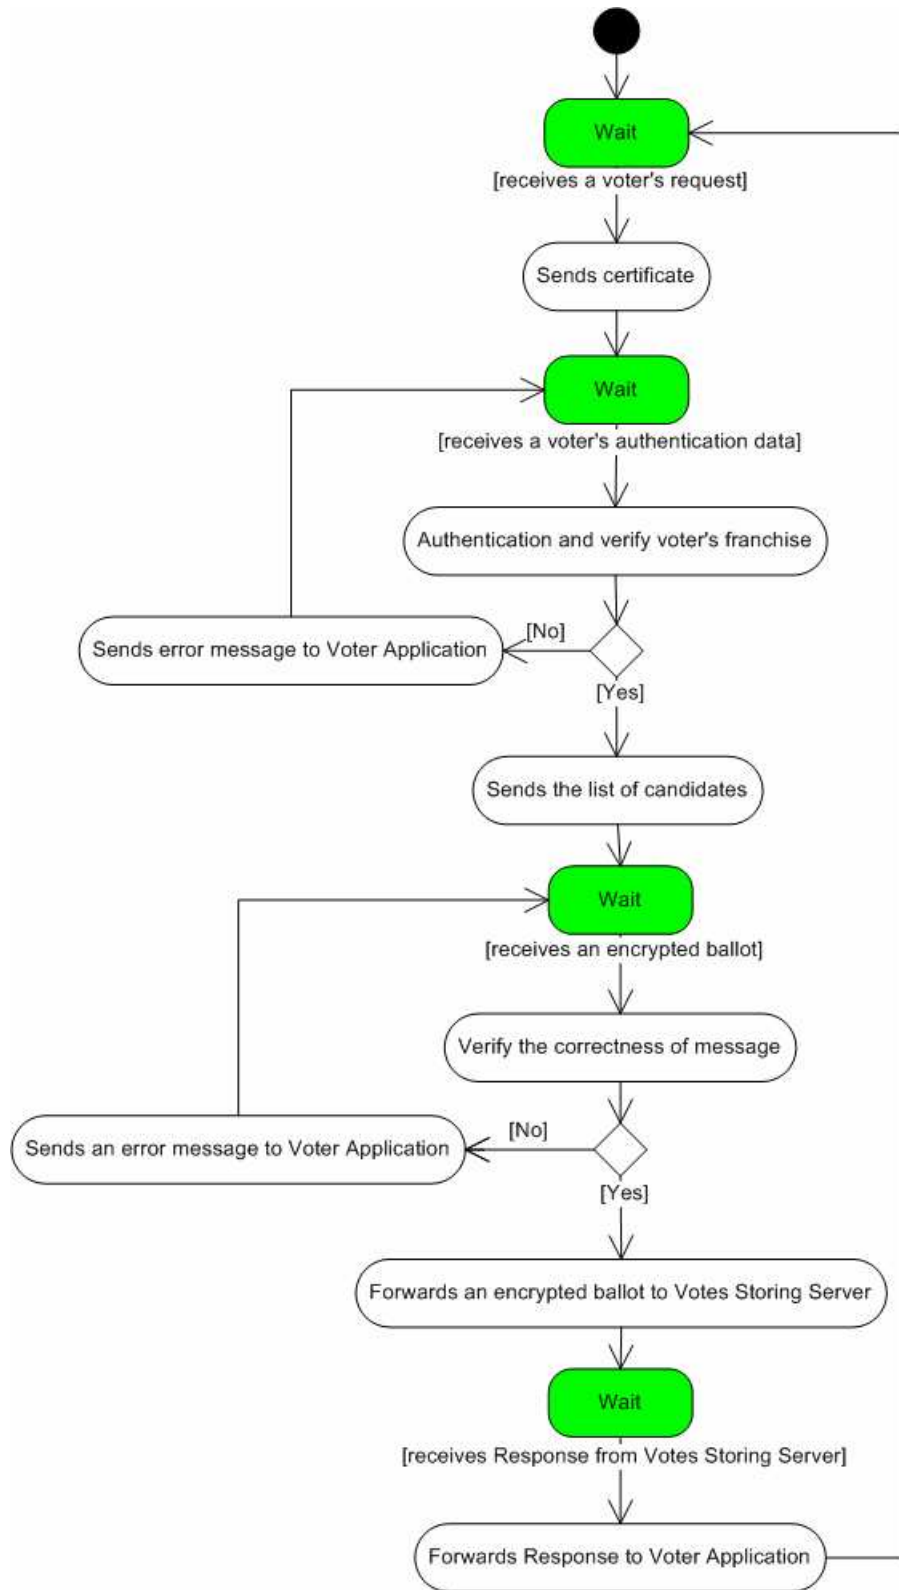 Wait
[receives a voter's request]
Sends certificate
Wait
[receives a voter's authentication data]
Authentication and verify voter's franchise
[No]
Sends error message to Voter Application
[Yes]
Sends the list of candidates
Wait
[receives an encrypted ballot]
Verify the correctness of message
[No]
Sends an error message to Voter Application
[Yes]
Forwards an encrypted ballot to Votes Storing Server
Wait
[receives Response from Votes Storing Server]
Forwards Response to Voter Application